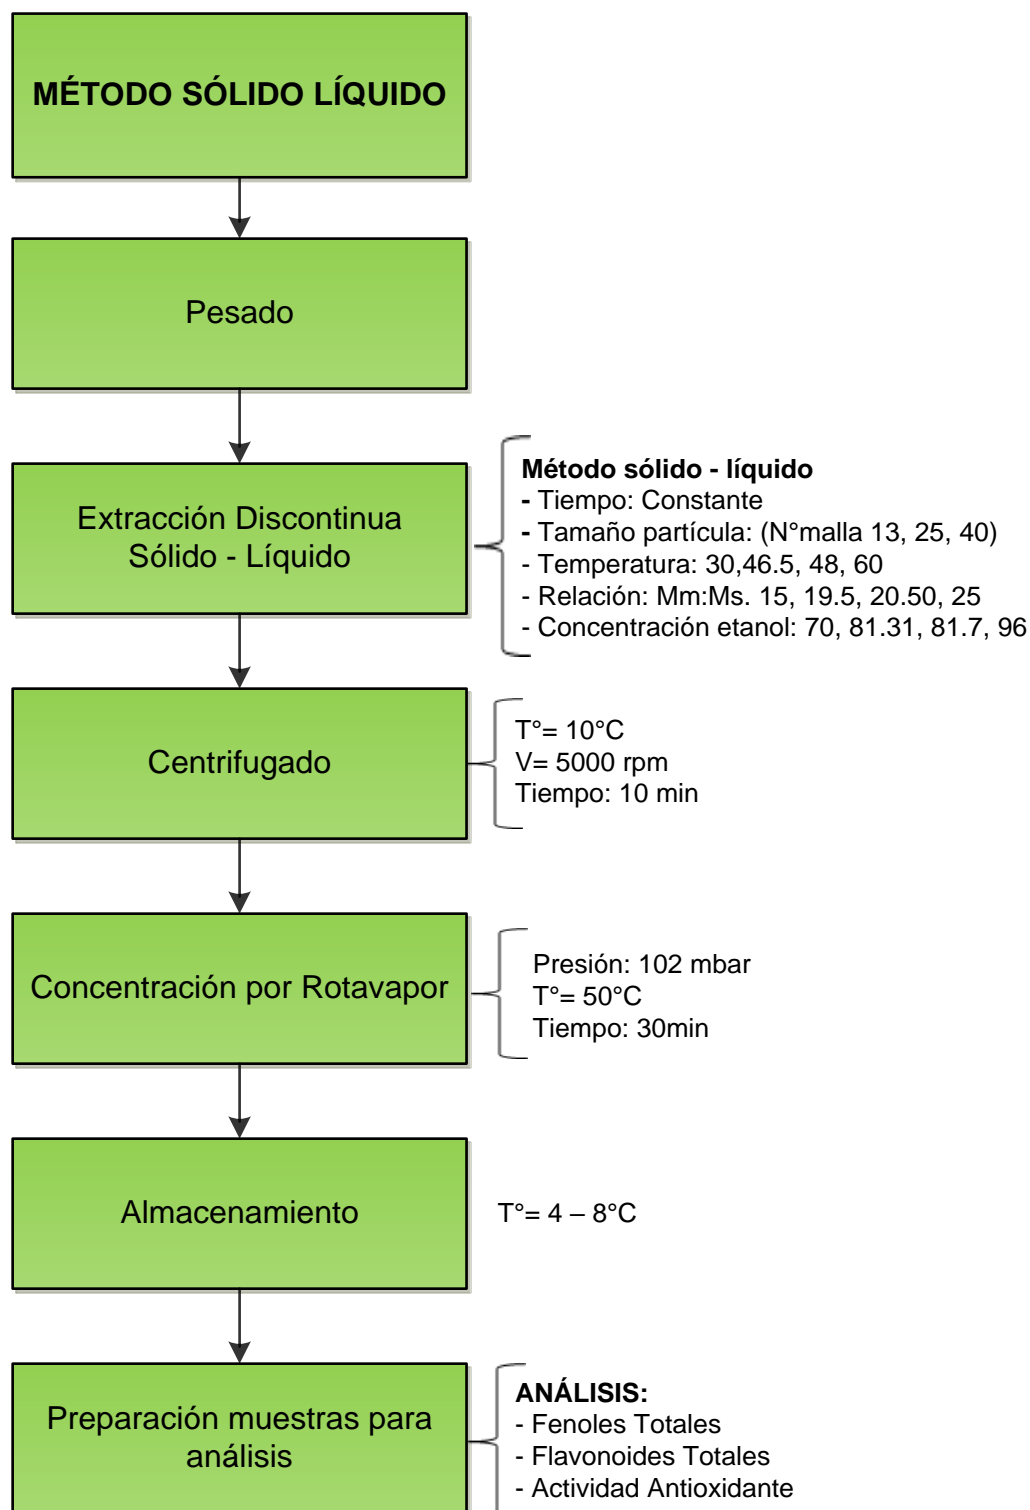 MÉTODO SÓLIDO LÍQUIDO
Pesado
Extracción Discontinua
Sólido - Líquido
Método sólido - líquido
- Tiempo: Constante
- Tamaño partícula: (N°malla 13, 25, 40)
- Temperatura: 30,46.5, 48, 60
- Relación: Mm:Ms. 15, 19.5, 20.50, 25
- Concentración etanol: 70, 81.31, 81.7, 96
Centrifugado
T°= 10°C
V= 5000 rpm
Tiempo: 10 min
Concentración por Rotavapor
Presión: 102 mbar
T°= 50°C
Tiempo: 30min
Almacenamiento
T°= 4 – 8°C
Preparación muestras para
análisis
ANÁLISIS:
- Fenoles Totales
- Flavonoides Totales
- Actividad Antioxidante